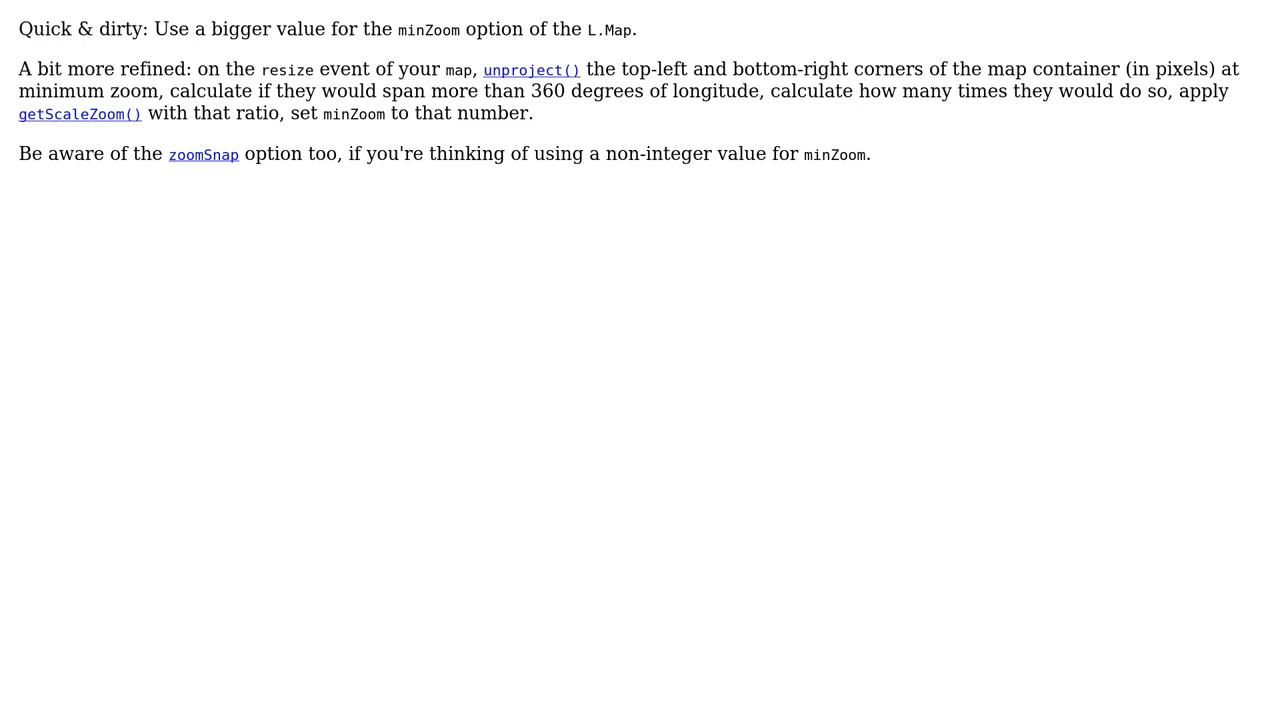 Quick & dirty: Use a bigger value for the minZoom option of the L.Map.
A bit more refined: on the resize event of your map, unproject() the top-left and bottom-right corners of the map container (in pixels) at
minimum zoom, calculate if they would span more than 360 degrees of longitude, calculate how many times they would do so, apply
getScaleZoom() with that ratio, set minZoom to that number.
Be aware of the zoomSnap option too, if you're thinking of using a non-integer value for minZoom.